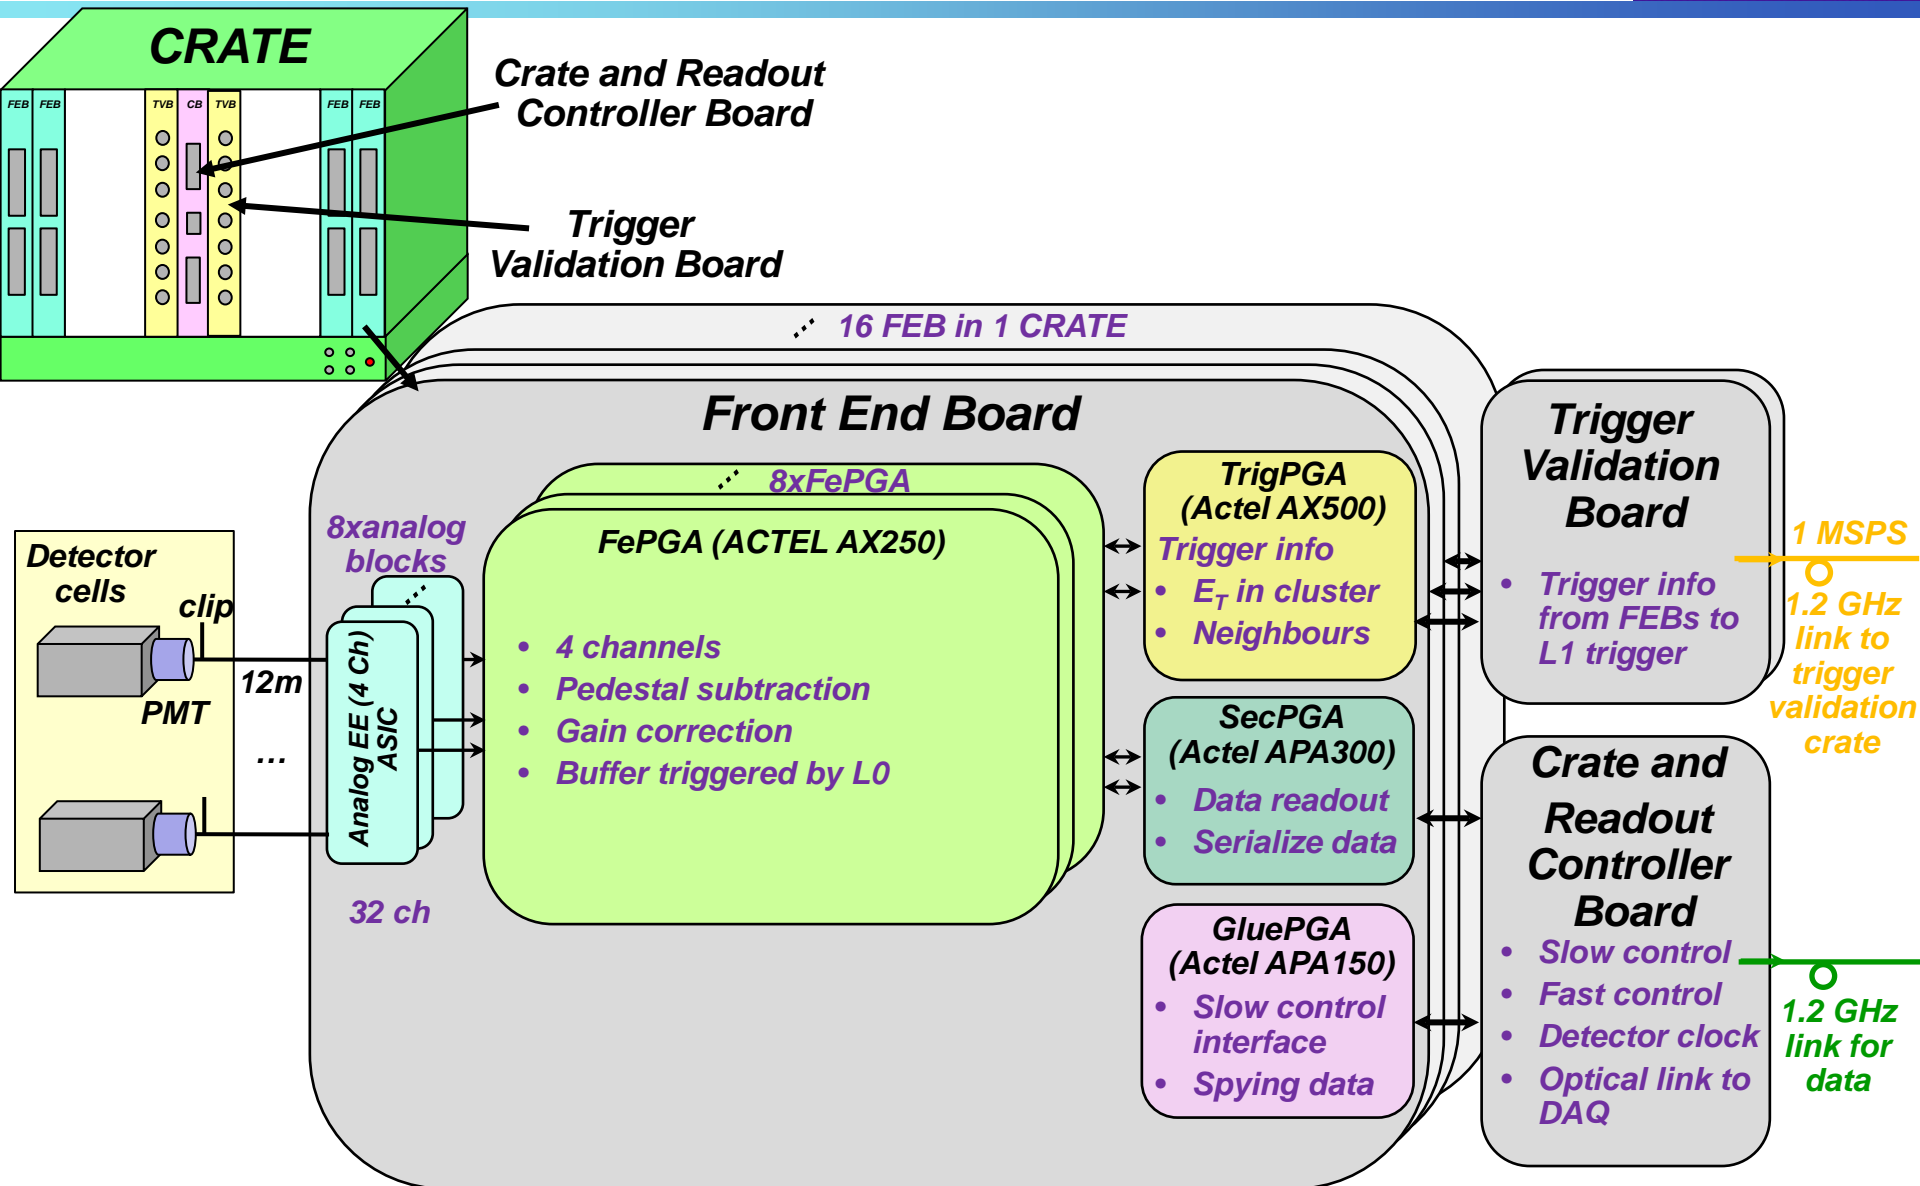 CRATE
FEB FEB TVB CB TVB FEB FEB
Crate and Readout
Controller Board
Trigger
Validation Board
16 FEB in 1 CRATE
Front End Board
8xFePGA
FePGA (ACTEL AX250)
• 4 channels
• Pedestal subtraction
• Gain correction
• Buffer triggered by L0
8xanalog
blocks
Analog EE (4 Ch)
ASIC
32 ch
Detector
cells
clip
12m
PMT
...
TrigPGA
(Actel AX500)
Trigger info
• ET in cluster
• Neighbours
SecPGA
(Actel APA300)
• Data readout
• Serialize data
GluePGA
(Actel APA150)
• Slow control
interface
• Spying data
Trigger
Validation
Board
• Trigger info
from FEBs to
L1 trigger
1 MSPS
1.2 GHz
link to
trigger
validation
crate
Crate and
Readout
Controller
Board
• Slow control
• Fast control
• Detector clock
• Optical link to
DAQ
1.2 GHz
link for
data